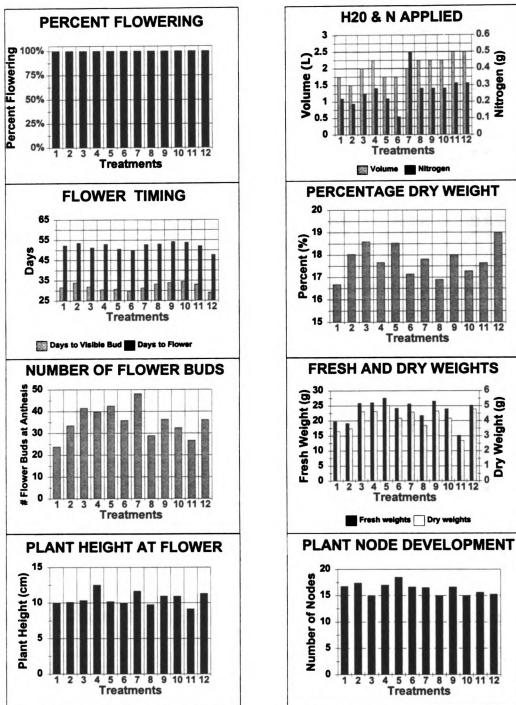 PERCENT FLOWERING
Percent Flowering
100%
75%
50%
25%
0%
1 2 3 4 5 6 7 8 9 10 11 12
Treatments
H20 & N APPLIED
Volume (L)
3
2.5
2
1.5
1
0.5
0
0.6
0.5
0.4
0.3
0.2
0.1
0
Nitrogen (g)
1 2 3 4 5 6 7 8 9 10 11 12
Treatments
Volume Nitrogen
FLOWER TIMING
Days
65
55
45
35
25
1 2 3 4 5 6 7 8 9 10 11 12
Treatments
Days to Visible Bud Days to Flower
PERCENTAGE DRY WEIGHT
Percent (%)
20
19
18
17
16
15
1 2 3 4 5 6 7 8 9 10 11 12
Treatments
NUMBER OF FLOWER BUDS
# Flower Buds at Anthesis
50
40
30
20
10
0
1 2 3 4 5 6 7 8 9 10 11 12
Treatments
FRESH AND DRY WEIGHTS
Fresh Weight (g)
30
25
20
15
10
5
0
6
5
4
3
2
1
0
Dry Weight (g)
1 2 3 4 5 6 7 8 9 10 11 12
Treatments
Fresh weights Dry weights
PLANT HEIGHT AT FLOWER
Plant Height (cm)
15
10
5
0
1 2 3 4 5 6 7 8 9 10 11 12
Treatments
PLANT NODE DEVELOPMENT
Number of Nodes
20
15
10
5
0
1 2 3 4 5 6 7 8 9 10 11 12
Treatments